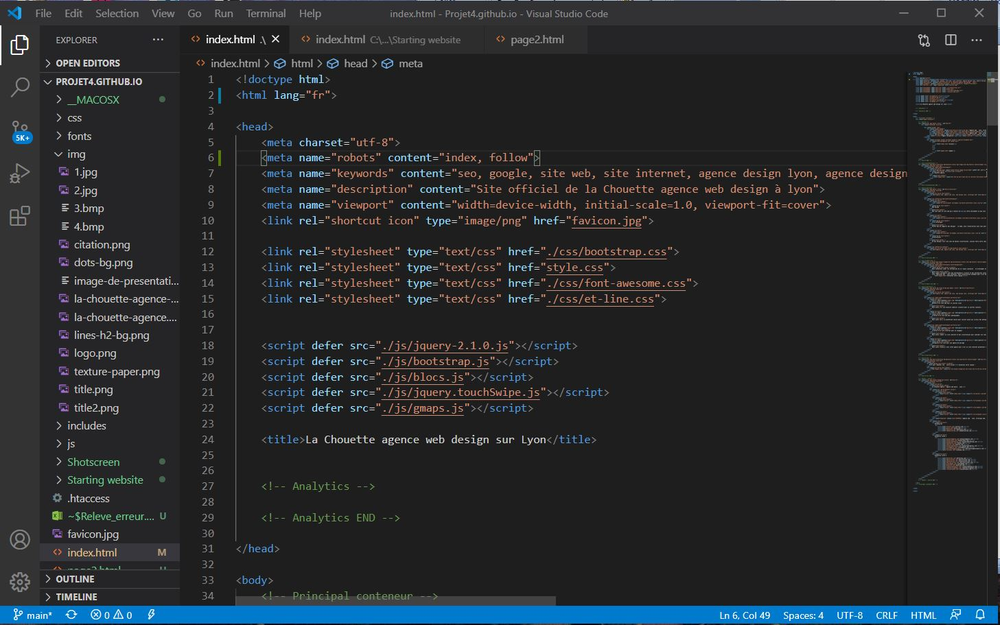 File Edit Selection View Go Run Terminal Help
index.html - Projet4.github.io - Visual Studio Code
EXPLORER
OPEN EDITORS
PROJET4.GITHUB.IO
__MACOSX
css
fonts
img
1.jpg
2.jpg
3.bmp
4.bmp
citation.png
dots-bg.png
image-de-presentati...
la-chouette-agence-...
la-chouette-agence....
lines-h2-bg.png
logo.png
texture-paper.png
title.png
title2.png
includes
js
Shotscreen
Starting website
.htaccess
~$Releve_erreur.... U
favicon.jpg
index.html M
page2.html U
OUTLINE
TIMELINE
5K+
index.html .\ index.html C:\...\Starting website page2.html
index.html > html > head > meta
1 <!doctype html>
2 <html lang="fr">
3
4 <head>
5 <meta charset="utf-8">
6 <meta name="robots" content="index, follow">
7 <meta name="keywords" content="seo, google, site web, site internet, agence design lyon, agence design
8 <meta name="description" content="Site officiel de la Chouette agence web design à lyon">
9 <meta name="viewport" content="width=device-width, initial-scale=1.0, viewport-fit=cover">
10 <link rel="shortcut icon" type="image/png" href="favicon.jpg">
11
12 <link rel="stylesheet" type="text/css" href="./css/bootstrap.css">
13 <link rel="stylesheet" type="text/css" href="style.css">
14 <link rel="stylesheet" type="text/css" href="./css/font-awesome.css">
15 <link rel="stylesheet" type="text/css" href="./css/et-line.css">
16
17
18 <script defer src="./js/jquery-2.1.0.js"></script>
19 <script defer src="./js/bootstrap.js"></script>
20 <script defer src="./js/blocs.js"></script>
21 <script defer src="./js/jquery.touchSwipe.js"></script>
22 <script defer src="./js/gmaps.js"></script>
23
24 <title>La Chouette agence web design sur Lyon</title>
25
26
27 <!-- Analytics -->
28
29 <!-- Analytics END -->
30
31 </head>
32
33 <body>
34 <!-- Principal conteneur -->
main* 0 0 Ln 6, Col 49 Spaces: 4 UTF-8 CRLF HTML